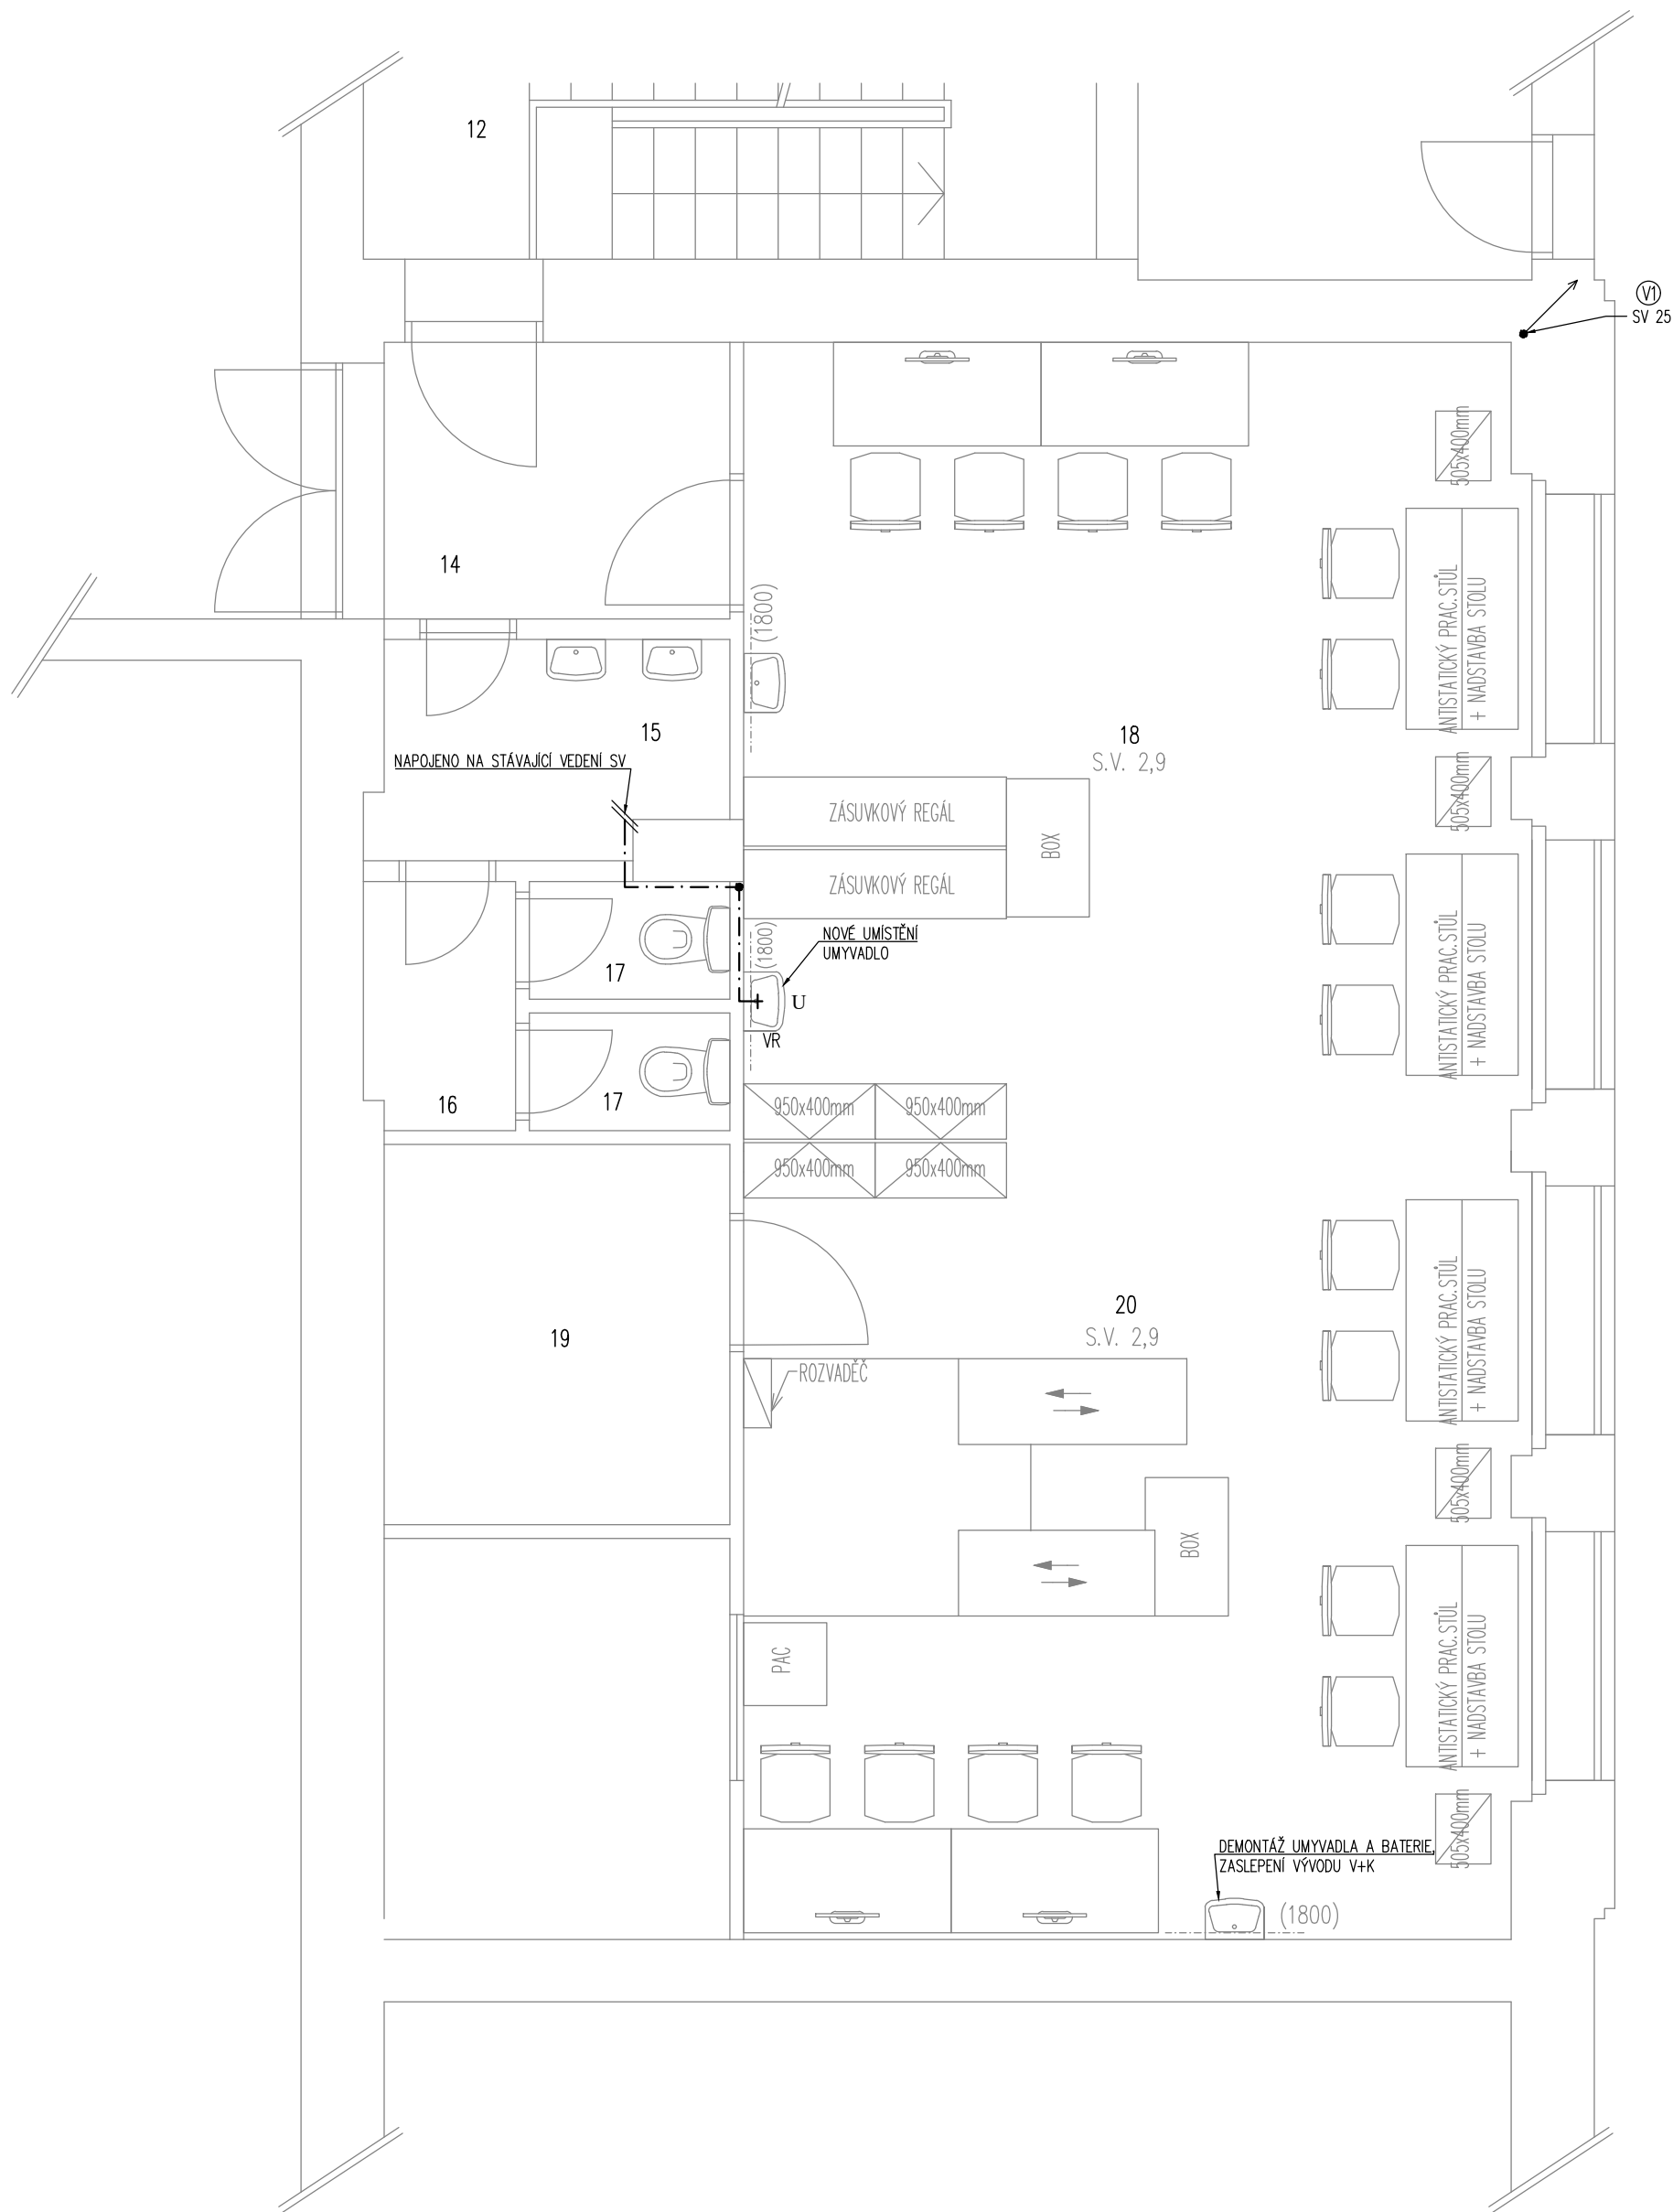 12
V1
SV 25
505x400mm
14
(1800)
ANTISTATICKÝ PRAC.STŮL
+ NADSTAVBA STOLU
15
18
S.V. 2,9
NAPOJENO NA STÁVAJÍCÍ VEDENÍ SV
505x400mm
ZÁSUVKOVÝ REGÁL
BOX
ZÁSUVKOVÝ REGÁL
NOVÉ UMÍSTĚNÍ
UMYVADLO
(1800)
17
U
VR
ANTISTATICKÝ PRAC.STŮL
+ NADSTAVBA STOLU
16
17
950x400mm
950x400mm
950x400mm
950x400mm
20
S.V. 2,9
19
ROZVADĚČ
ANTISTATICKÝ PRAC.STŮL
+ NADSTAVBA STOLU
505x400mm
BOX
PAC
ANTISTATICKÝ PRAC.STŮL
+ NADSTAVBA STOLU
505x400mm
DEMONTÁŽ UMYVADLA A BATERIE,
ZASLEPENÍ VÝVODU V+K
(1800)